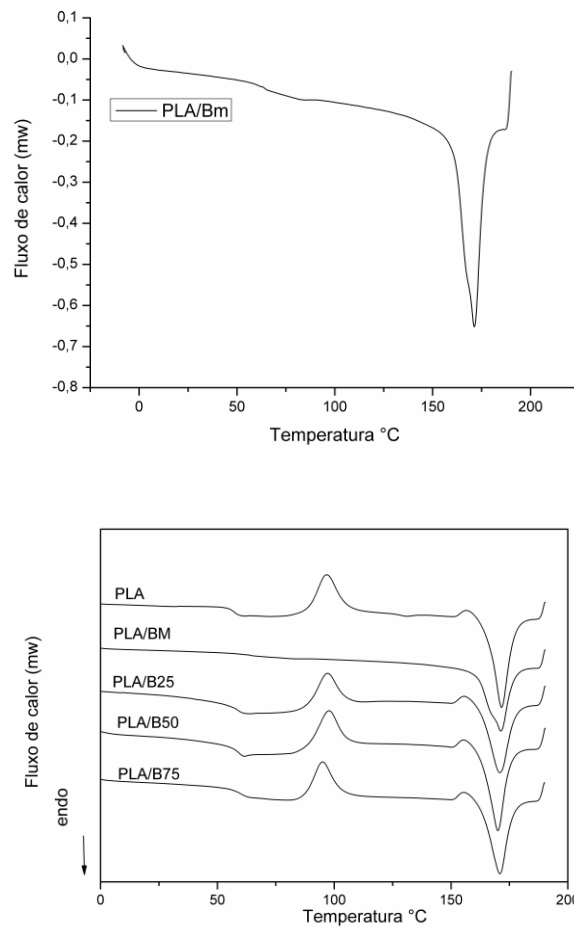 0,1
0,0
-0,1
-0,2
-0,3
-0,4
-0,5
-0,6
-0,7
-0,8
Fluxo de calor (mw)
PLA/Bm
0 50 100 150 200
Temperatura °C
PLA
PLA/BM
PLA/B25
PLA/B50
PLA/B75
Fluxo de calor (mw)
endo
0 50 100 150 200
Temperatura °C